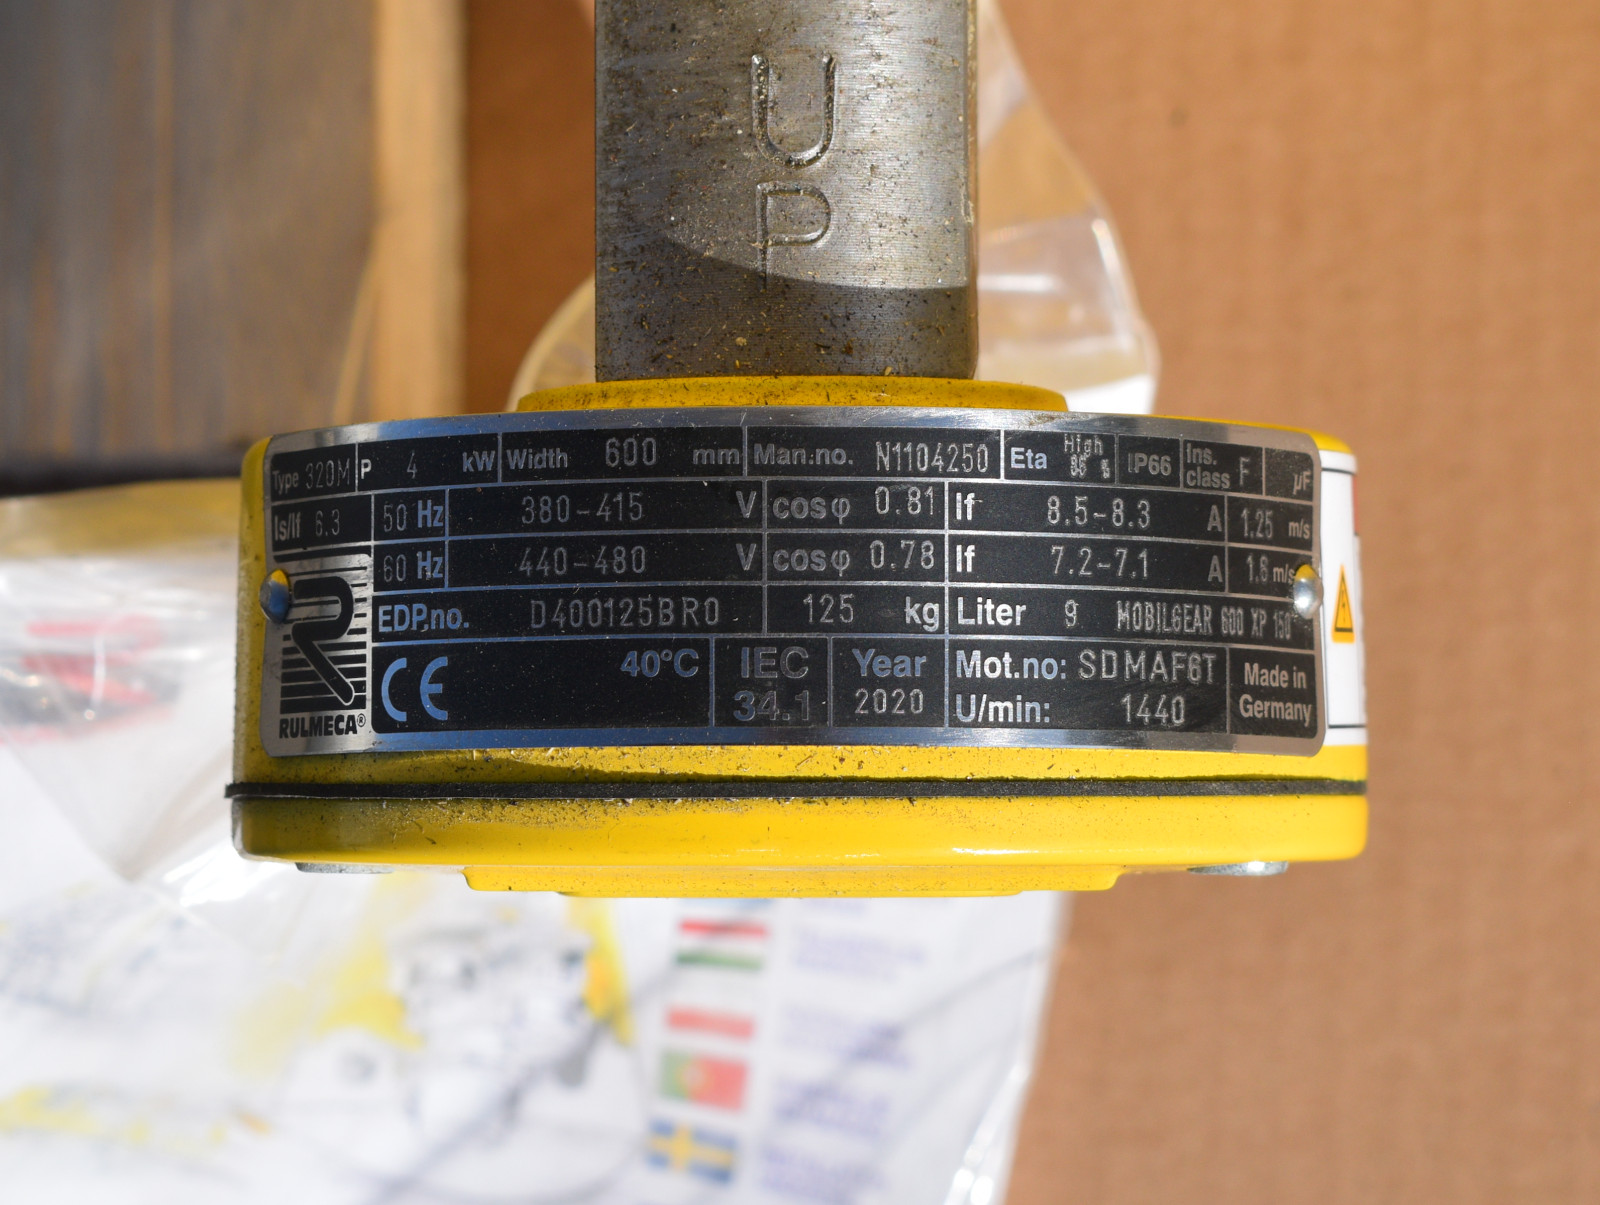 U
P
Type 320M P 4 kW Width 600 mm Man.no. N1104250 Eta High 86 % IP66 Ins. class F µF
Is/If 6.3 50 Hz 380-415 V cosφ 0.81 If 8.5-8.3 A 1.25 m/s
60 Hz 440-480 V cosφ 0.78 If 7.2-7.1 A 1.6 m/s
EDP.no. D400125BR0 125 kg Liter 9 MOBILGEAR 600 XP 150
CE 40°C IEC 34.1 Year 2020 Mot.no: SDMAF6T
U/min: 1440 Made in Germany
RULMECA®